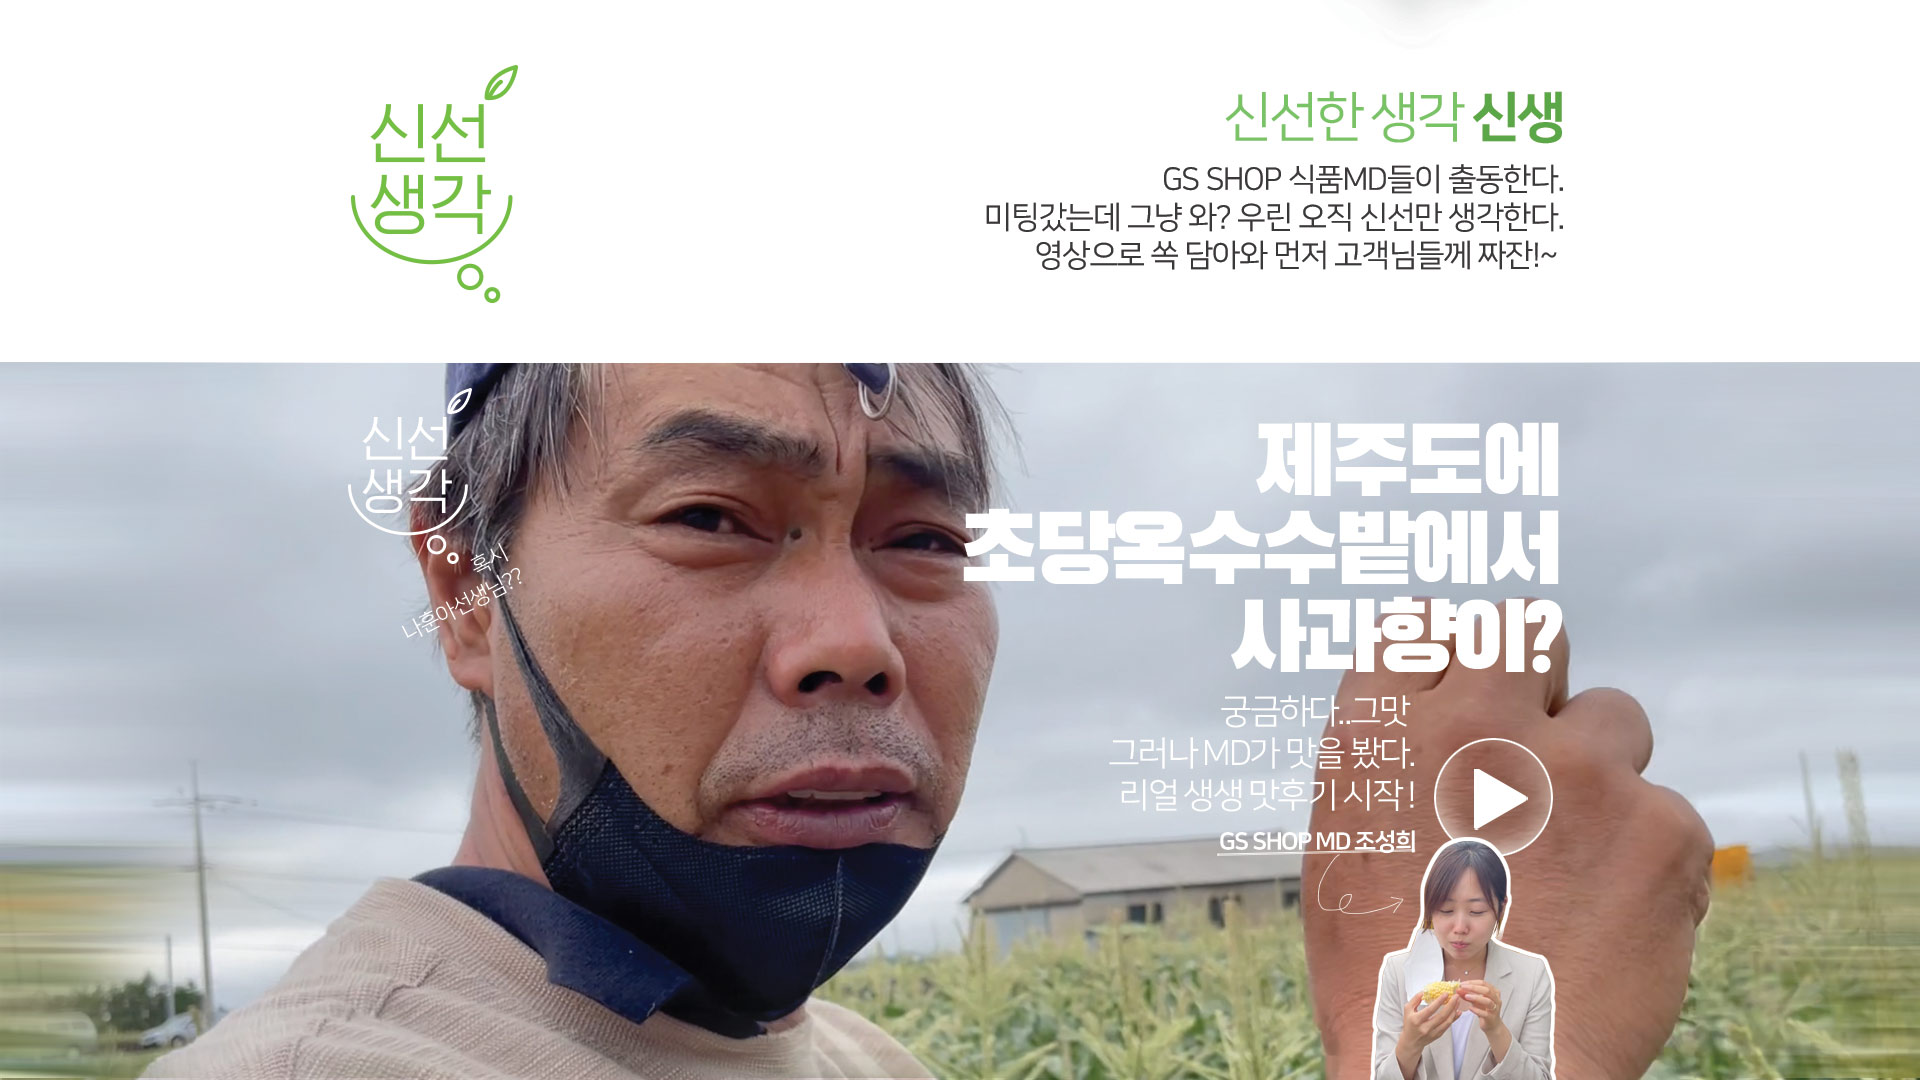 신선
생각
신선한 생각 신생
GS SHOP 식품MD들이 출동한다.
미팅갔는데 그냥 와? 우린 오직 신선만 생각한다.
영상으로 쏙 담아와 먼저 고객님들께 짜잔!~
신선
생각
혹시
나훈아선생님??
제주도에
초당옥수수밭에서
사과향이?
궁금하다..그맛
그러나 MD가 맛을 봤다.
리얼 생생 맛후기 시작 !
GS SHOP MD 조성희